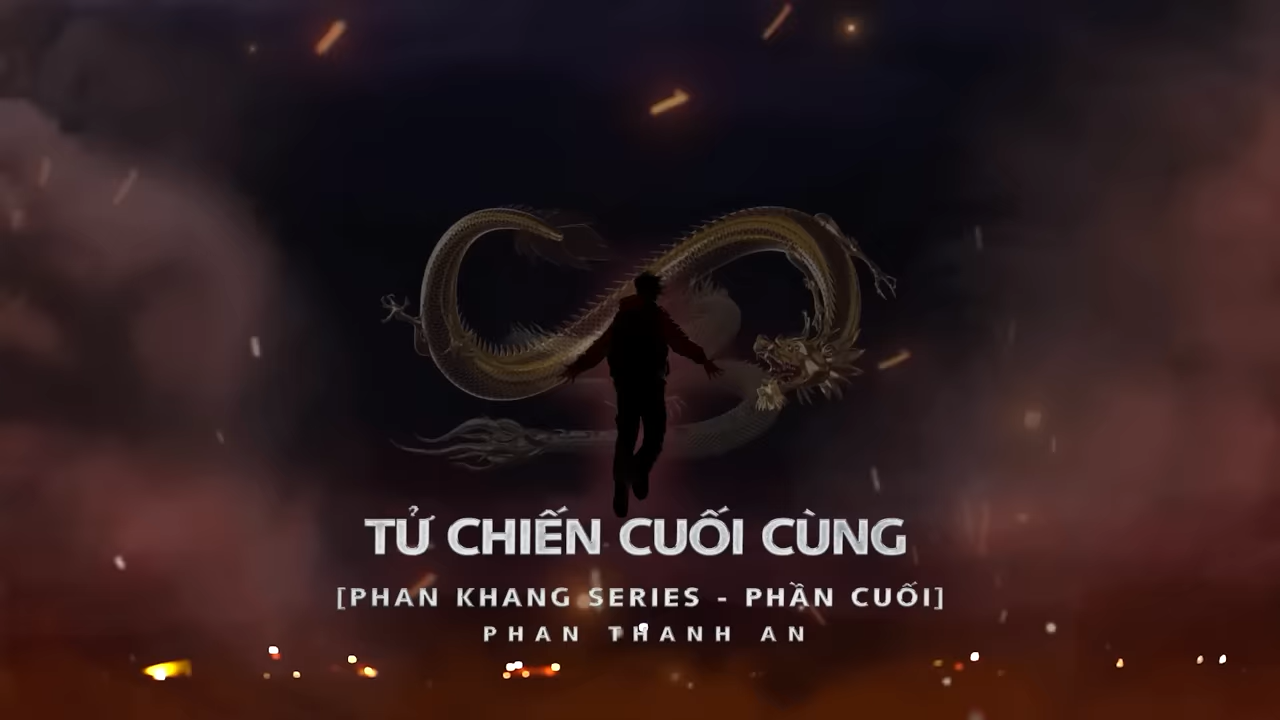 TỬ CHIẾN CUỐI CÙNG
[PHAN KHANG SERIES - PHẦN CUỐI]
PHAN THANH AN